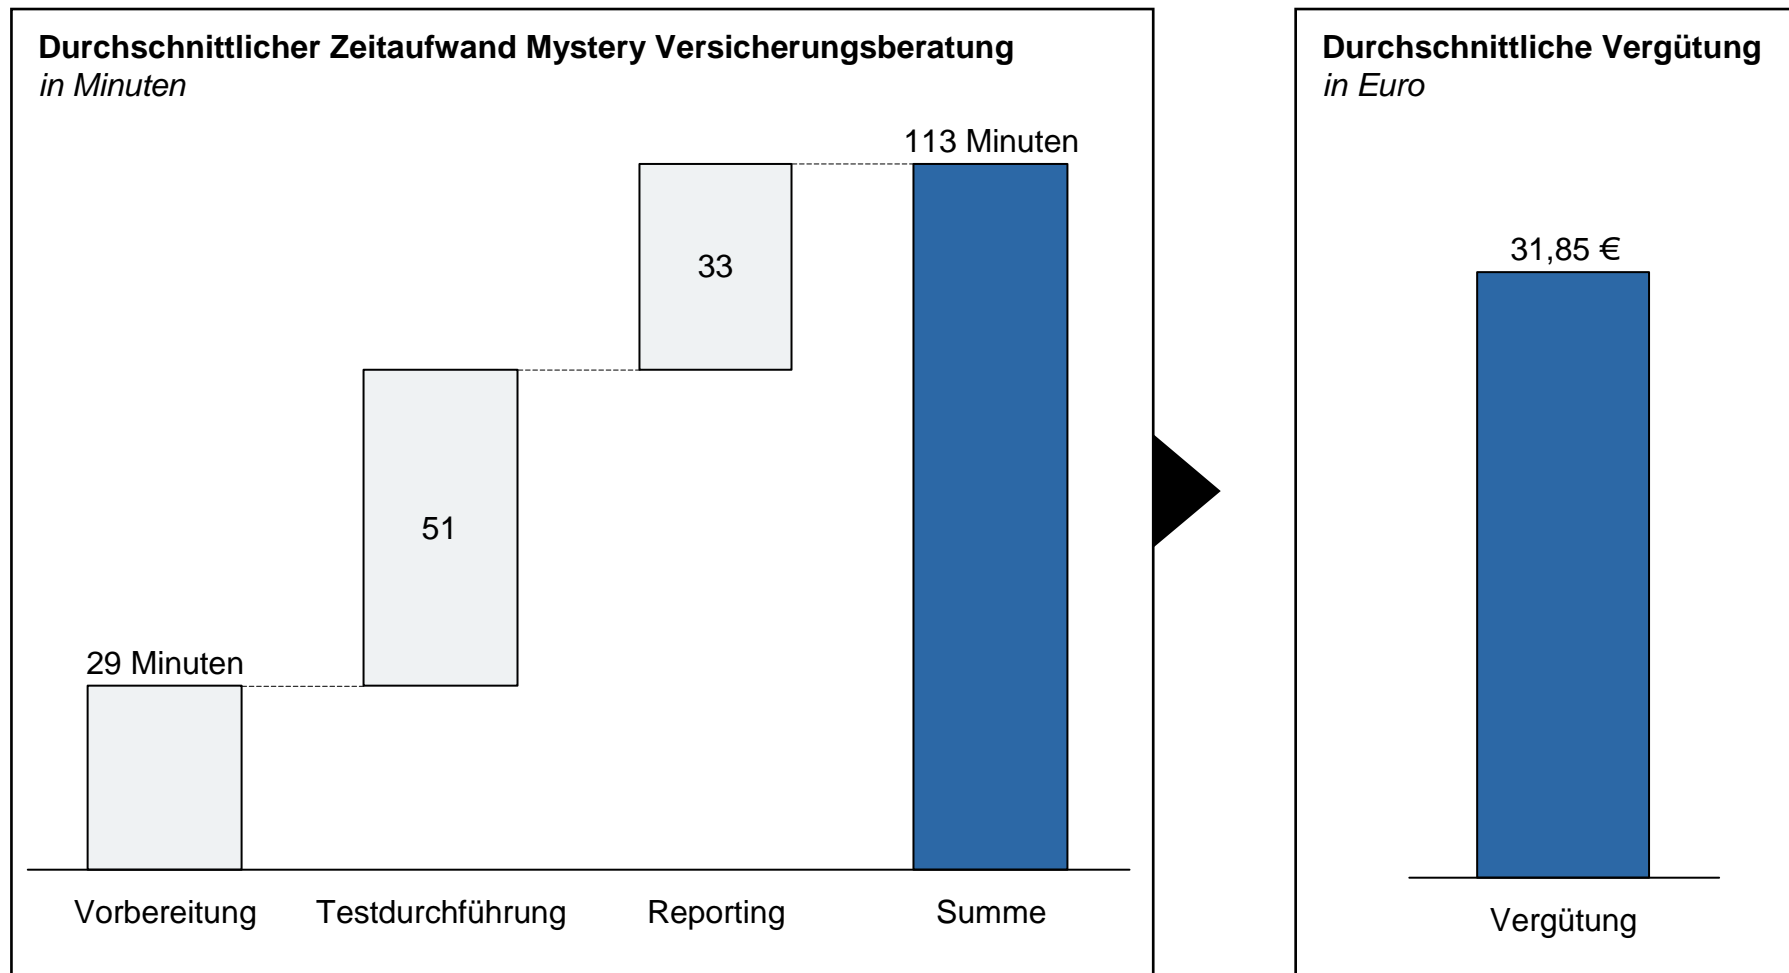 Durchschnittlicher Zeitaufwand Mystery Versicherungsberatung
in Minuten
113 Minuten
33
51
29 Minuten
Vorbereitung
Testdurchführung
Reporting
Summe
Durchschnittliche Vergütung
in Euro
31,85 €
Vergütung